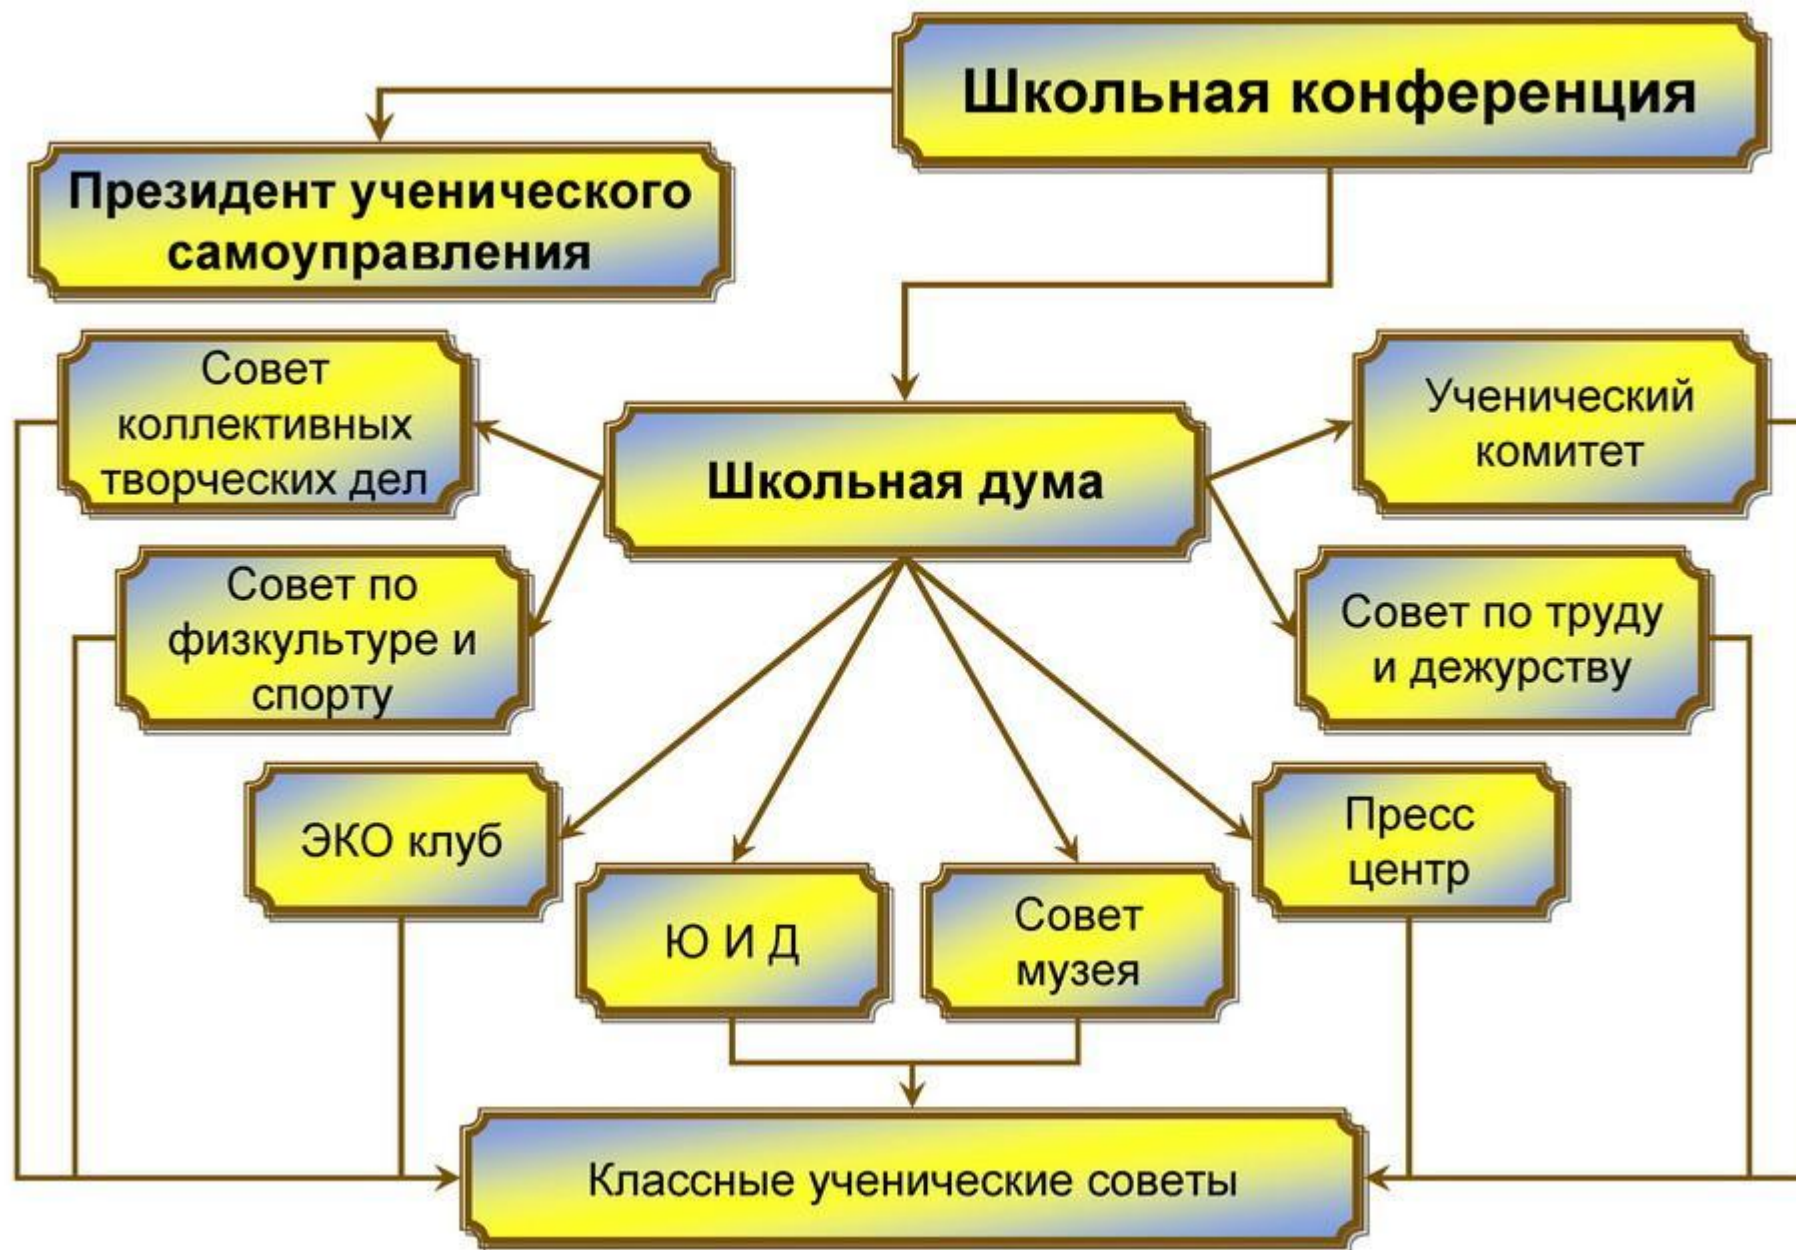 Школьная конференция
Президент ученического
самоуправления
Совет
коллективных
творческих дел
Школьная дума
Ученический
комитет
Совет по
физкультуре и
спорту
Совет по труду
и дежурству
ЭКО клуб
Ю И Д
Совет
музея
Пресс
центр
Классные ученические советы